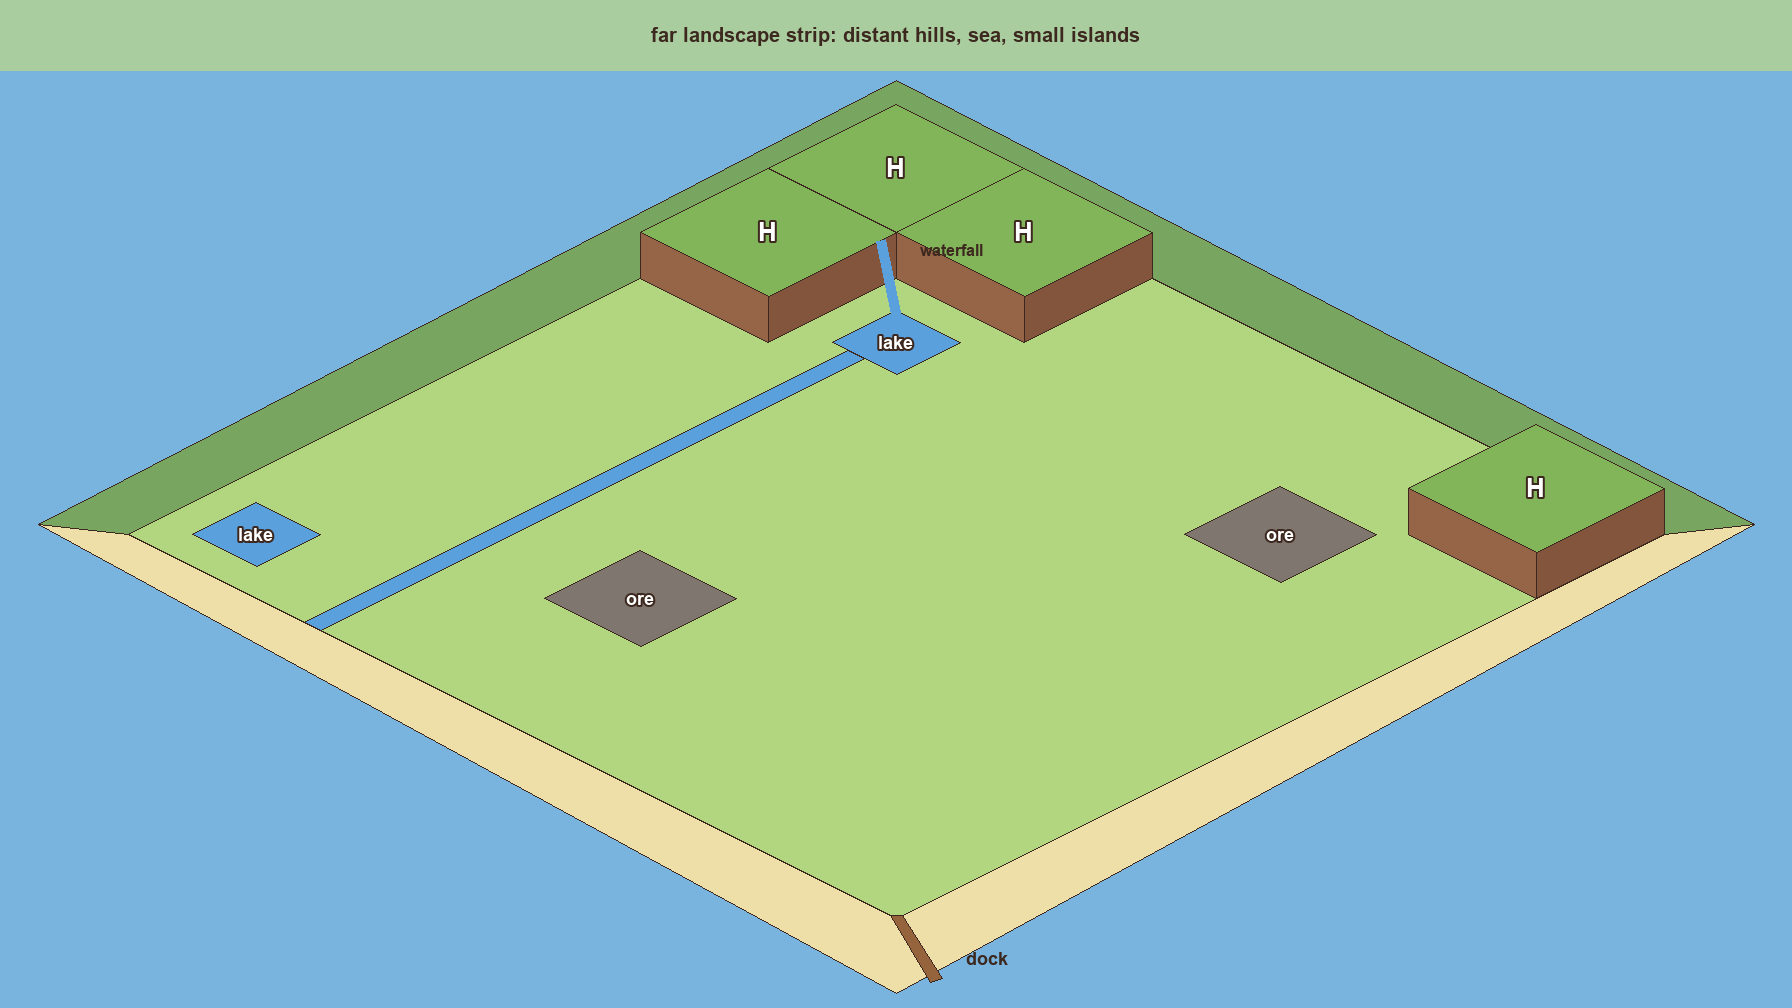 far landscape strip: distant hills, sea, small islands
H
H
H
waterfall
lake
H
lake
ore
ore
dock